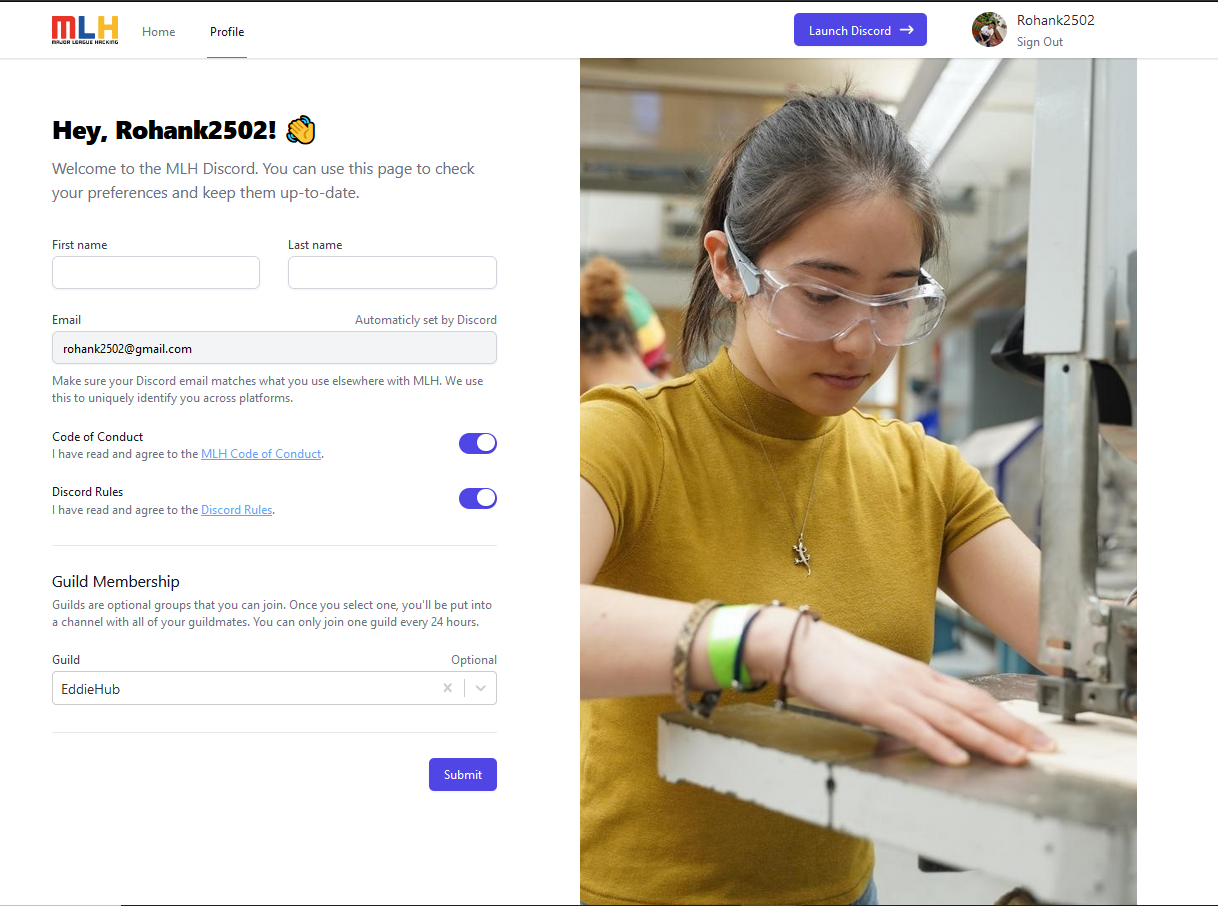 MLH
MAJOR LEAGUE HACKING
Home
Profile
Launch Discord →
Rohank2502
Sign Out
Hey, Rohank2502! 👋
Welcome to the MLH Discord. You can use this page to check
your preferences and keep them up-to-date.
First name
Last name
Email
Automaticly set by Discord
rohank2502@gmail.com
Make sure your Discord email matches what you use elsewhere with MLH. We use
this to uniquely identify you across platforms.
Code of Conduct
I have read and agree to the MLH Code of Conduct.
Discord Rules
I have read and agree to the Discord Rules.
Guild Membership
Guilds are optional groups that you can join. Once you select one, you'll be put into
a channel with all of your guildmates. You can only join one guild every 24 hours.
Guild
Optional
EddieHub
Submit